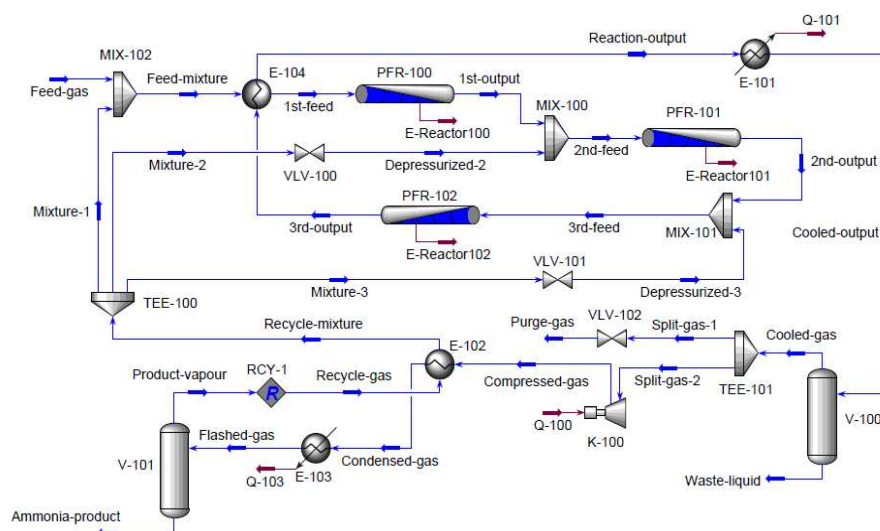 Q-101
Reaction-output
MIX-102
E-101
Feed-gas
Feed-mixture
E-104
1st-feed
PFR-100
1st-output
MIX-100
PFR-101
E-Reactor100
2nd-feed
2nd-output
Mixture-2
VLV-100
Depressurized-2
E-Reactor101
Mixture-1
PFR-102
3rd-output
3rd-feed
MIX-101
E-Reactor102
Cooled-output
VLV-101
TEE-100
Mixture-3
Depressurized-3
Recycle-mixture
VLV-102
Purge-gas
Split-gas-1
Cooled-gas
E-102
Product-vapour
RCY-1
Recycle-gas
R
Compressed-gas
Split-gas-2
TEE-101
V-100
Q-100
K-100
Flashed-gas
V-101
Q-103
E-103
Condensed-gas
Waste-liquid
Ammonia-product